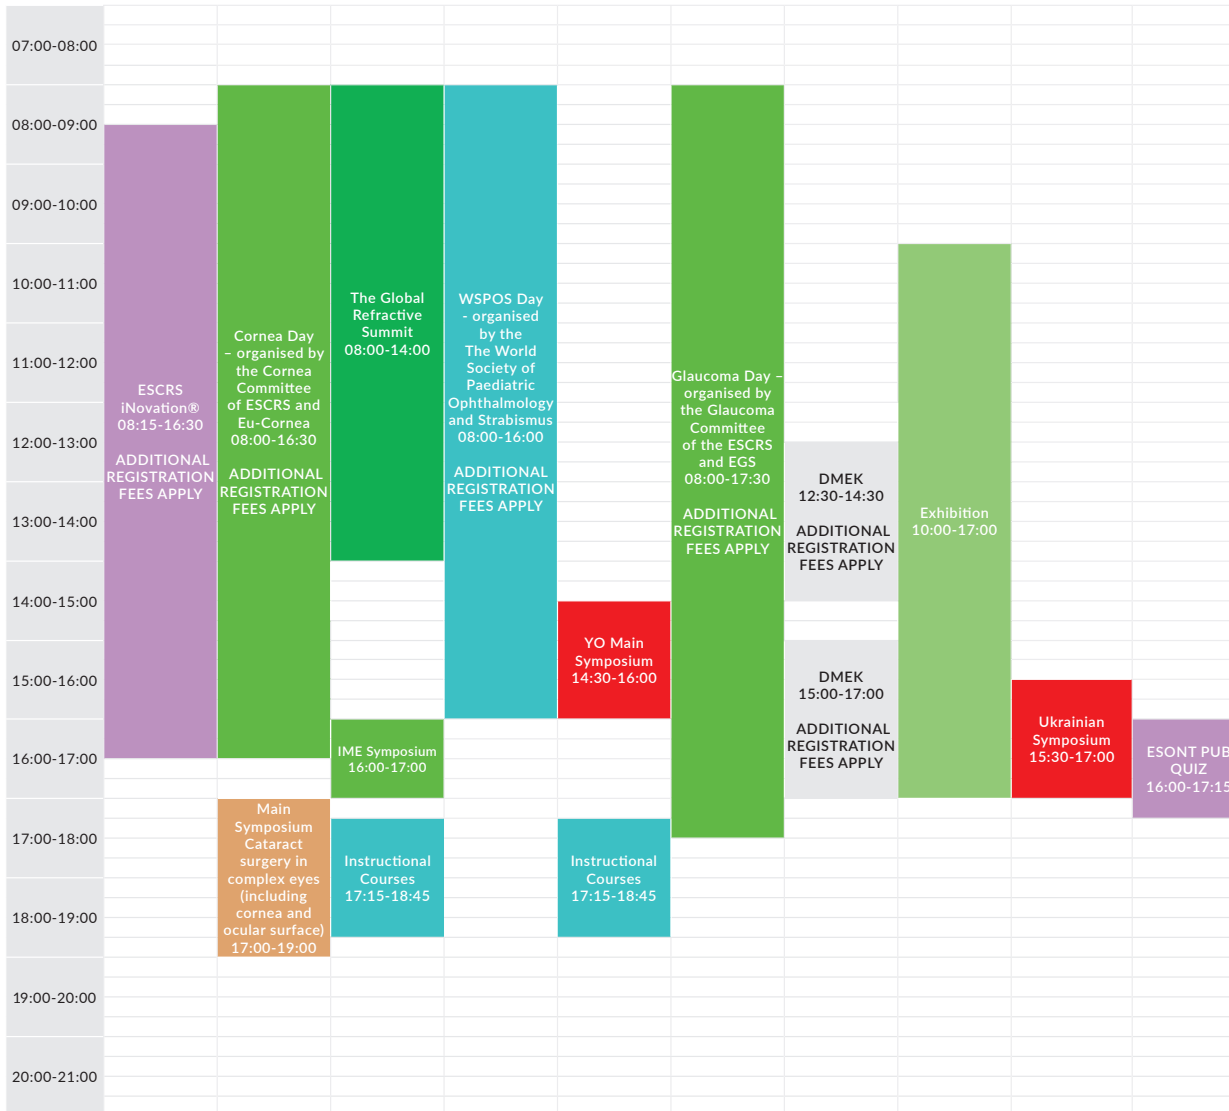 07:00-08:00
08:00-09:00
09:00-10:00
10:00-11:00
11:00-12:00
12:00-13:00
13:00-14:00
14:00-15:00
15:00-16:00
16:00-17:00
17:00-18:00
18:00-19:00
19:00-20:00
20:00-21:00
ESCRS
iNovation®
08:15-16:30
ADDITIONAL
REGISTRATION
FEES APPLY
Cornea Day
– organised by
the Cornea
Committee
of ESCRS and
Eu-Cornea
08:00-16:30
ADDITIONAL
REGISTRATION
FEES APPLY
Main
Symposium
Cataract
surgery in
complex eyes
(including
cornea and
ocular surface)
17:00-19:00
The Global
Refractive
Summit
08:00-14:00
IME Symposium
16:00-17:00
Instructional
Courses
17:15-18:45
WSPOS Day
- organised
by the
The World
Society of
Paediatric
Ophthalmology
and Strabismus
08:00-16:00
ADDITIONAL
REGISTRATION
FEES APPLY
YO Main
Symposium
14:30-16:00
Instructional
Courses
17:15-18:45
Glaucoma Day –
organised by
the Glaucoma
Committee
of the ESCRS
and EGS
08:00-17:30
ADDITIONAL
REGISTRATION
FEES APPLY
DMEK
12:30-14:30
ADDITIONAL
REGISTRATION
FEES APPLY
DMEK
15:00-17:00
ADDITIONAL
REGISTRATION
FEES APPLY
Exhibition
10:00-17:00
Ukrainian
Symposium
15:30-17:00
ESONT PUB
QUIZ
16:00-17:15